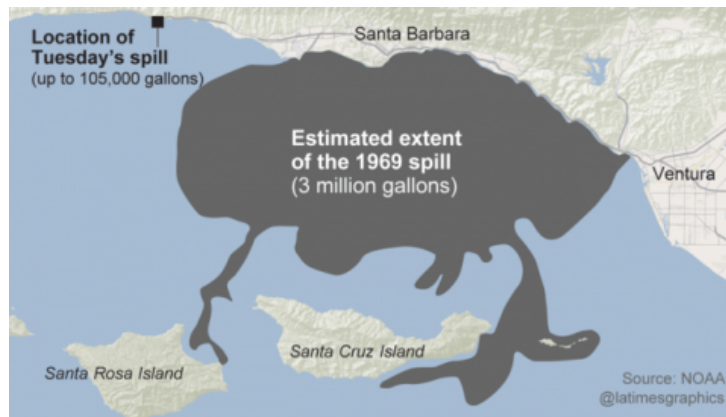 Location of
Tuesday's spill
(up to 105,000 gallons)
Santa Barbara
Estimated extent
of the 1969 spill
(3 million gallons)
Ventura
Santa Cruz Island
Santa Rosa Island
Source: NOAA
@latimesgraphics